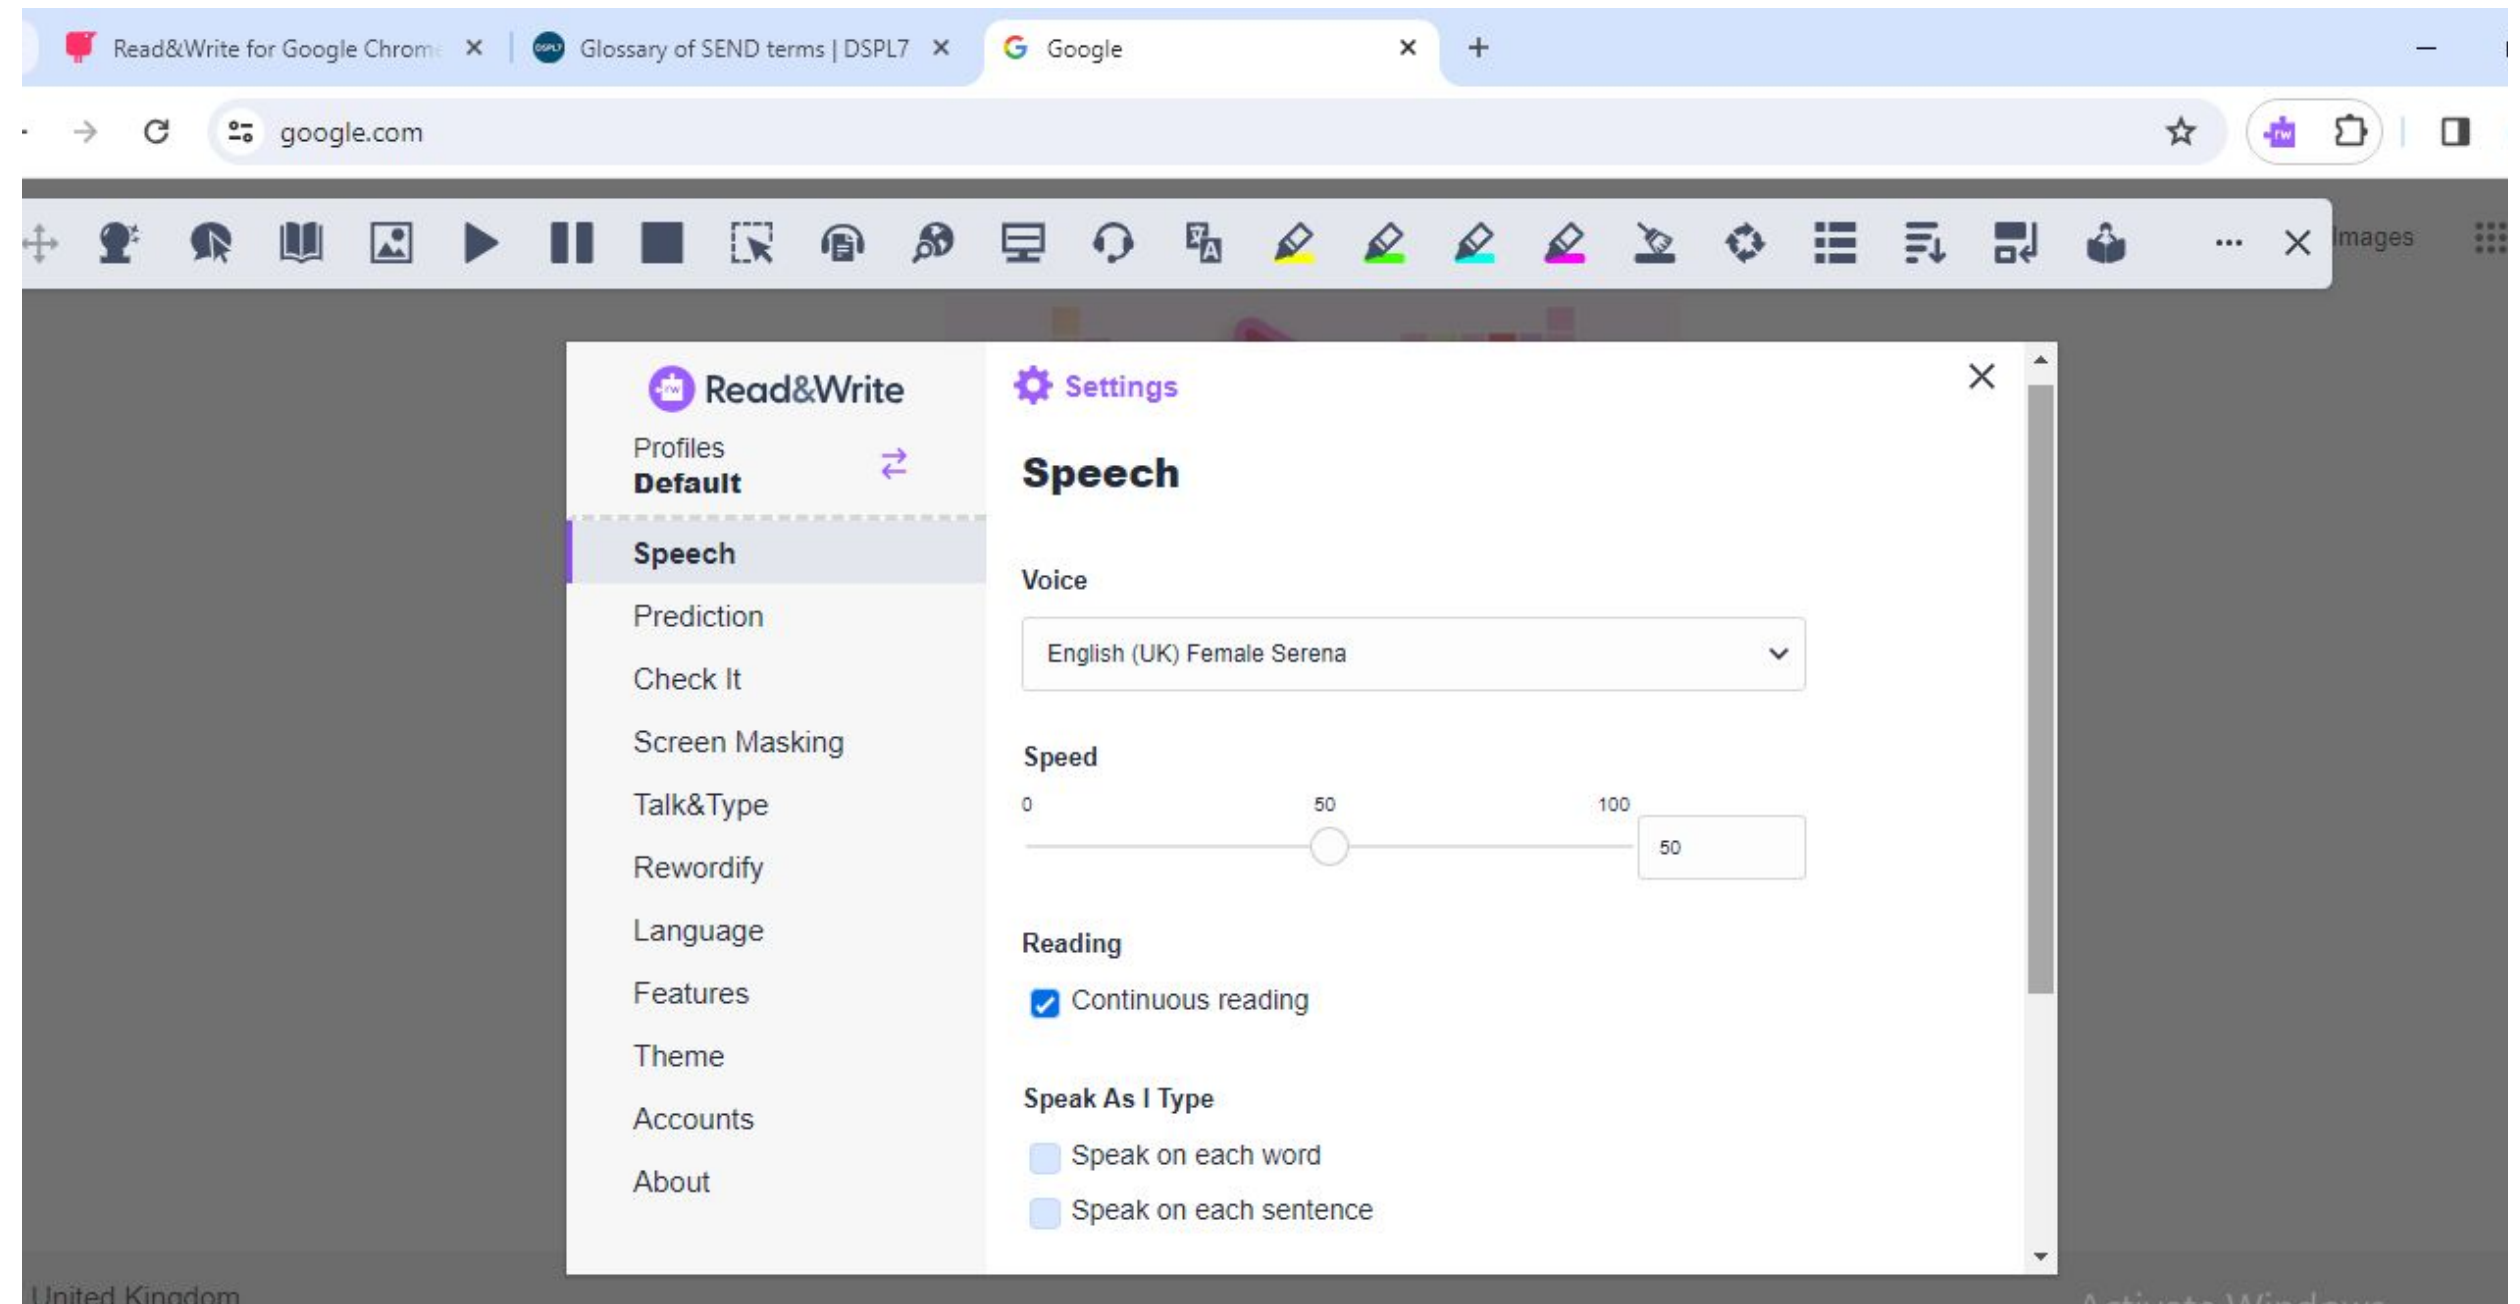 Read&Write for Google Chrom
Glossary of SEND terms | DSPL7
Google
google.com
Images
Read&Write
Profiles
Default
Speech
Prediction
Check It
Screen Masking
Talk&Type
Rewordify
Language
Features
Theme
Accounts
About
Settings
Speech
Voice
English (UK) Female Serena
Speed
0 50 100
50
Reading
Continuous reading
Speak As I Type
Speak on each word
Speak on each sentence
United Kingdom
Activate Windows